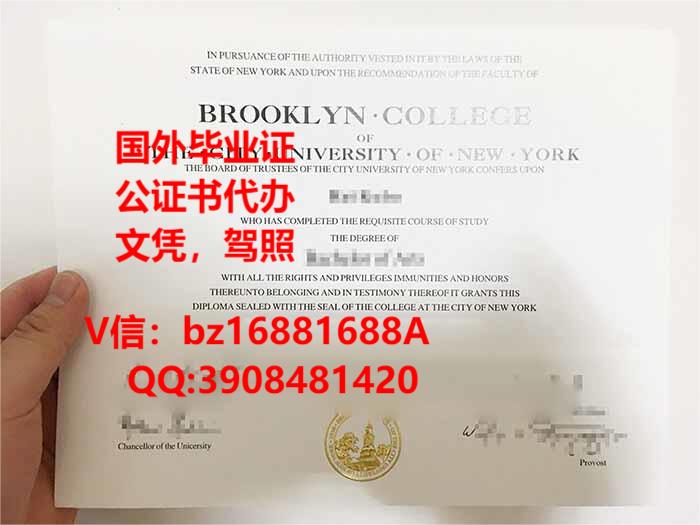 IN PURSUANCE OF THE AUTHORITY VESTED IN IT BY THE LAWS OF THE
STATE OF NEW YORK AND UPON THE RECOMMENDATION OF THE FACULTY OF
BROOKLYN·COLLEGE
OF
国外毕业证
THE·CITY·UNIVERSITY·OF·NEW·YORK
THE BOARD OF TRUSTEES OF THE CITY UNIVERSITY OF NEW YORK CONFERS UPON
公证书代办
WHO HAS COMPLETED THE REQUISITE COURSE OF STUDY
THE DEGREE OF
文凭，驾照
WITH ALL THE RIGHTS AND PRIVILEGES IMMUNITIES AND HONORS
THEREUNTO BELONGING AND IN TESTIMONY THEREOF IT GRANTS THIS
DIPLOMA SEALED WITH THE SEAL OF THE COLLEGE AT THE CITY OF NEW YORK
V信：bz16881688A
QQ:3908481420
Chancellor of the University
Provost